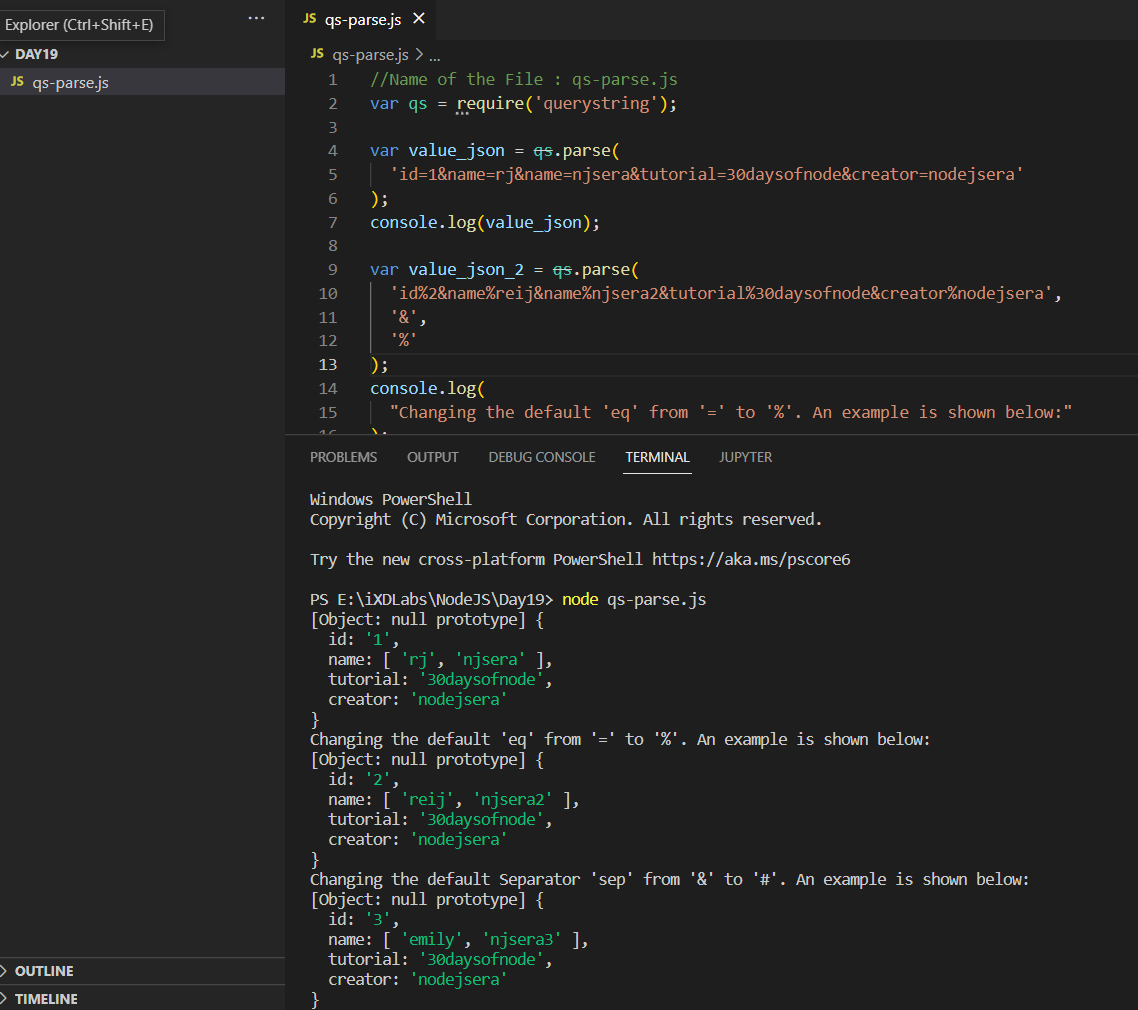 Explorer (Ctrl+Shift+E)
...
DAY19
JS qs-parse.js
JS qs-parse.js ×
JS qs-parse.js > ...
1 //Name of the File : qs-parse.js
2 var qs = require('querystring');
3
4 var value_json = qs.parse(
5 'id=1&name=rj&name=njsera&tutorial=30daysofnode&creator=nodejsera'
6 );
7 console.log(value_json);
8
9 var value_json_2 = qs.parse(
10 'id%2&name%reij&name%njsera2&tutorial%30daysofnode&creator%nodejsera',
11 '&',
12 '%'
13 );
14 console.log(
15 "Changing the default 'eq' from '=' to '%'. An example is shown below:"
16 );
PROBLEMS OUTPUT DEBUG CONSOLE TERMINAL JUPYTER
Windows PowerShell
Copyright (C) Microsoft Corporation. All rights reserved.
Try the new cross-platform PowerShell https://aka.ms/pscore6
PS E:\iXDLabs\NodeJS\Day19> node qs-parse.js
[Object: null prototype] {
id: '1',
name: [ 'rj', 'njsera' ],
tutorial: '30daysofnode',
creator: 'nodejsera'
}
Changing the default 'eq' from '=' to '%'. An example is shown below:
[Object: null prototype] {
id: '2',
name: [ 'reij', 'njsera2' ],
tutorial: '30daysofnode',
creator: 'nodejsera'
}
Changing the default Separator 'sep' from '&' to '#'. An example is shown below:
[Object: null prototype] {
id: '3',
name: [ 'emily', 'njsera3' ],
tutorial: '30daysofnode',
creator: 'nodejsera'
}
OUTLINE
TIMELINE